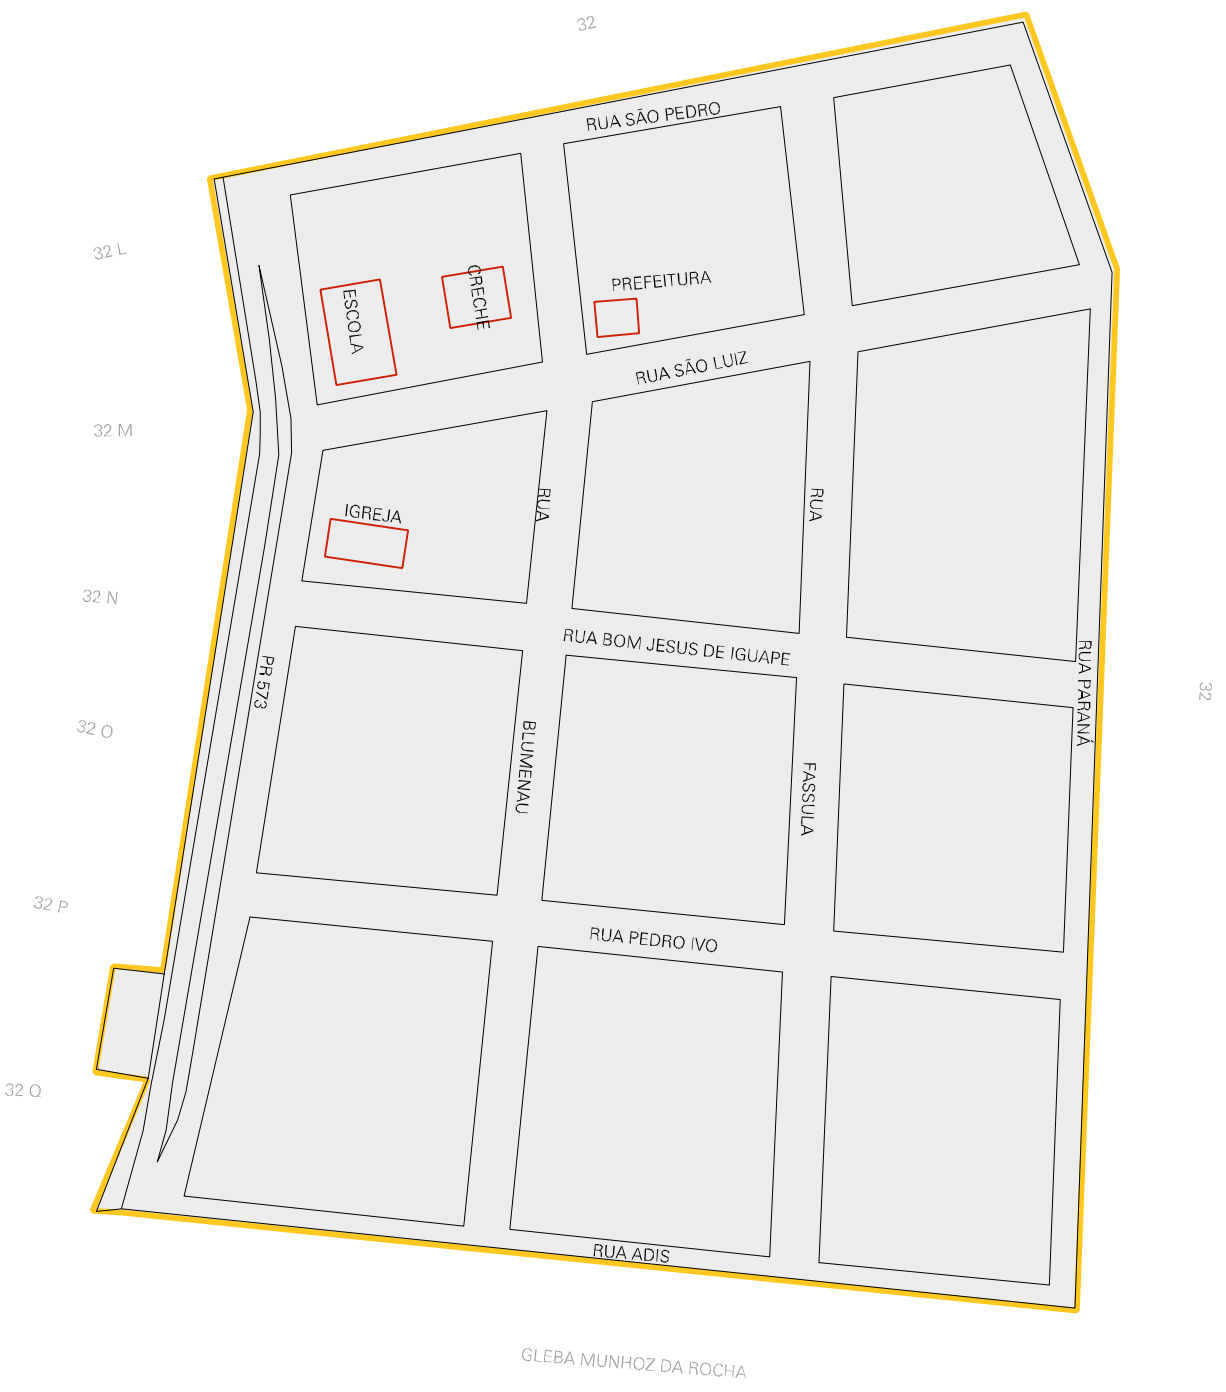 32
RUA SÃO PEDRO
32 L
CRECHE
PREFEITURA
ESCOLA
RUA SÃO LUIZ
32 M
RUA
RUA
IGREJA
32 N
RUA BOM JESUS DE IGUAPE
RUA PARANÁ
PR 573
32
32 O
BLUMENAU
FASSULA
32 P
RUA PEDRO IVO
32 Q
RUA ADIS
GLEBA MUNHOZ DA ROCHA